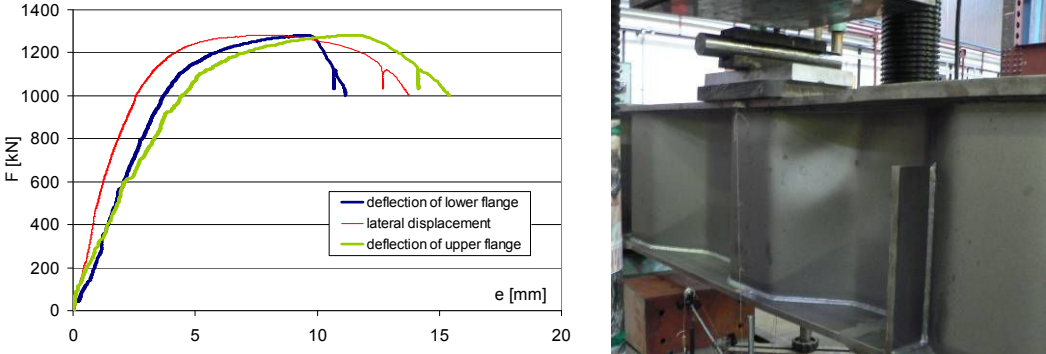 1400
1200
1000
800
600
400
200
0
F [kN]
deflection of lower flange
lateral displacement
deflection of upper flange
e [mm]
0 5 10 15 20